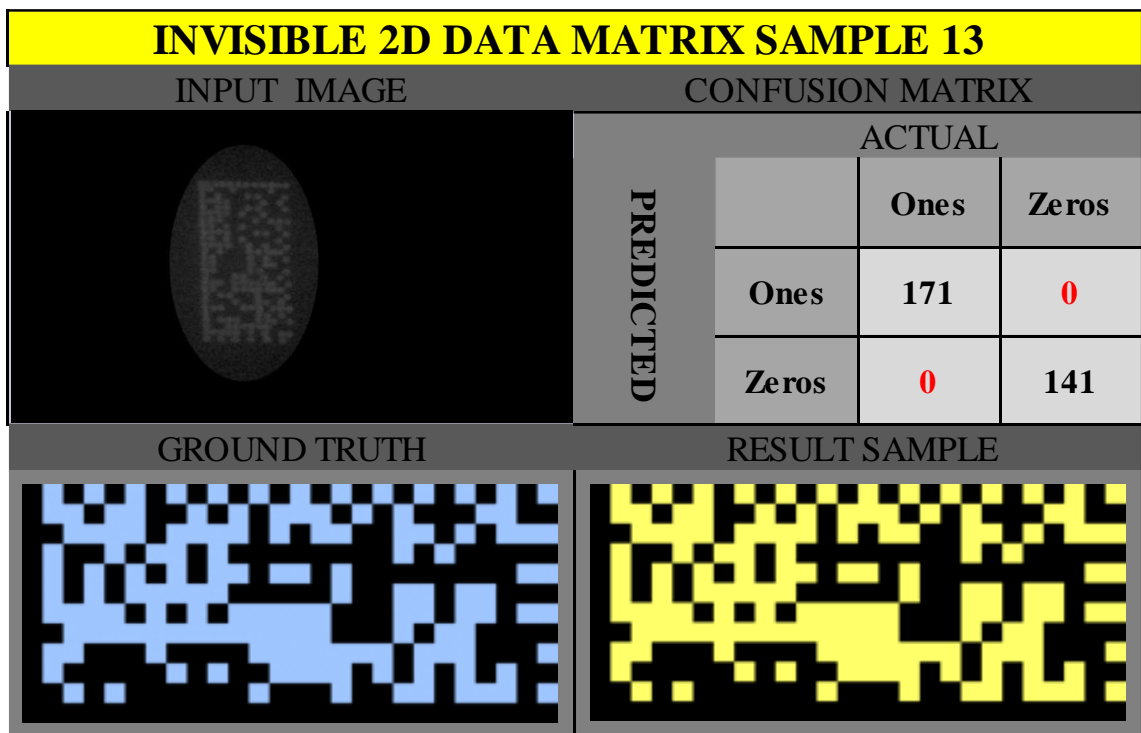 INVISIBLE 2D DATA MATRIX SAMPLE 13
INPUT IMAGE
CONFUSION MATRIX
ACTUAL
PREDICTED
Ones Zeros
Ones 171 0
Zeros 0 141
GROUND TRUTH
RESULT SAMPLE